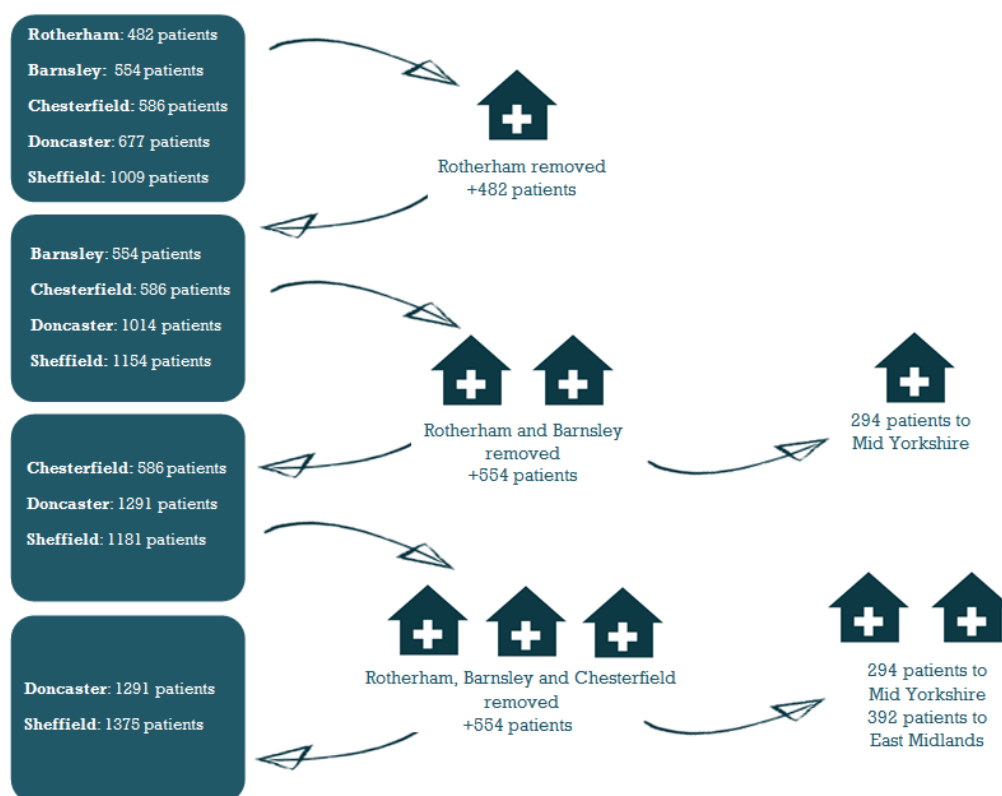 Rotherham: 482 patients
Barnsley: 554 patients
Chesterfield: 586 patients
Doncaster: 677 patients
Sheffield: 1009 patients
Rotherham removed
+482 patients
Barnsley: 554 patients
Chesterfield: 586 patients
Doncaster: 1014 patients
Sheffield: 1154 patients
Rotherham and Barnsley
removed
+554 patients
294 patients to
Mid Yorkshire
Chesterfield: 586 patients
Doncaster: 1291 patients
Sheffield: 1181 patients
Rotherham, Barnsley and Chesterfield
removed
+554 patients
294 patients to
Mid Yorkshire
392 patients to
East Midlands
Doncaster: 1291 patients
Sheffield: 1375 patients